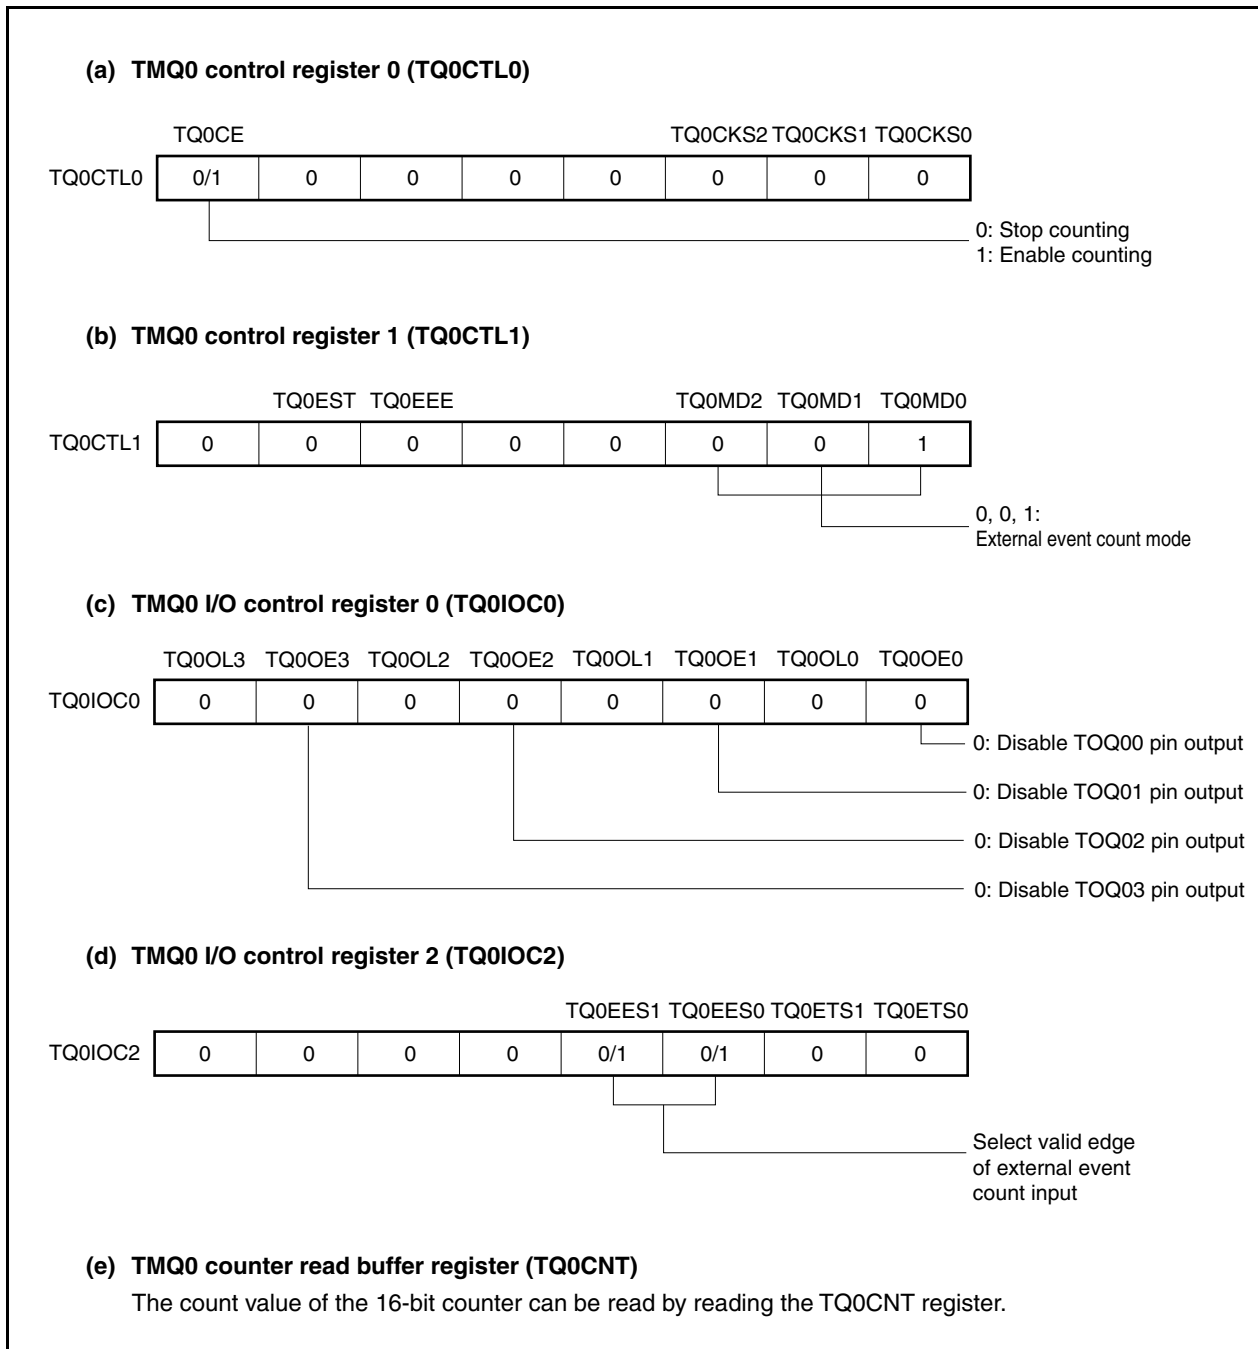 (a) TMQ0 control register 0 (TQ0CTL0)
TQ0CE TQ0CKS2 TQ0CKS1 TQ0CKS0
TQ0CTL0 0/1 0 0 0 0 0 0 0
0: Stop counting
1: Enable counting
(b) TMQ0 control register 1 (TQ0CTL1)
TQ0EST TQ0EEE TQ0MD2 TQ0MD1 TQ0MD0
TQ0CTL1 0 0 0 0 0 0 0 1
0, 0, 1:
External event count mode
(c) TMQ0 I/O control register 0 (TQ0IOC0)
TQ0OL3 TQ0OE3 TQ0OL2 TQ0OE2 TQ0OL1 TQ0OE1 TQ0OL0 TQ0OE0
TQ0IOC0 0 0 0 0 0 0 0 0
0: Disable TOQ00 pin output
0: Disable TOQ01 pin output
0: Disable TOQ02 pin output
0: Disable TOQ03 pin output
(d) TMQ0 I/O control register 2 (TQ0IOC2)
TQ0EES1 TQ0EES0 TQ0ETS1 TQ0ETS0
TQ0IOC2 0 0 0 0 0/1 0/1 0 0
Select valid edge
of external event
count input
(e) TMQ0 counter read buffer register (TQ0CNT)
The count value of the 16-bit counter can be read by reading the TQ0CNT register.